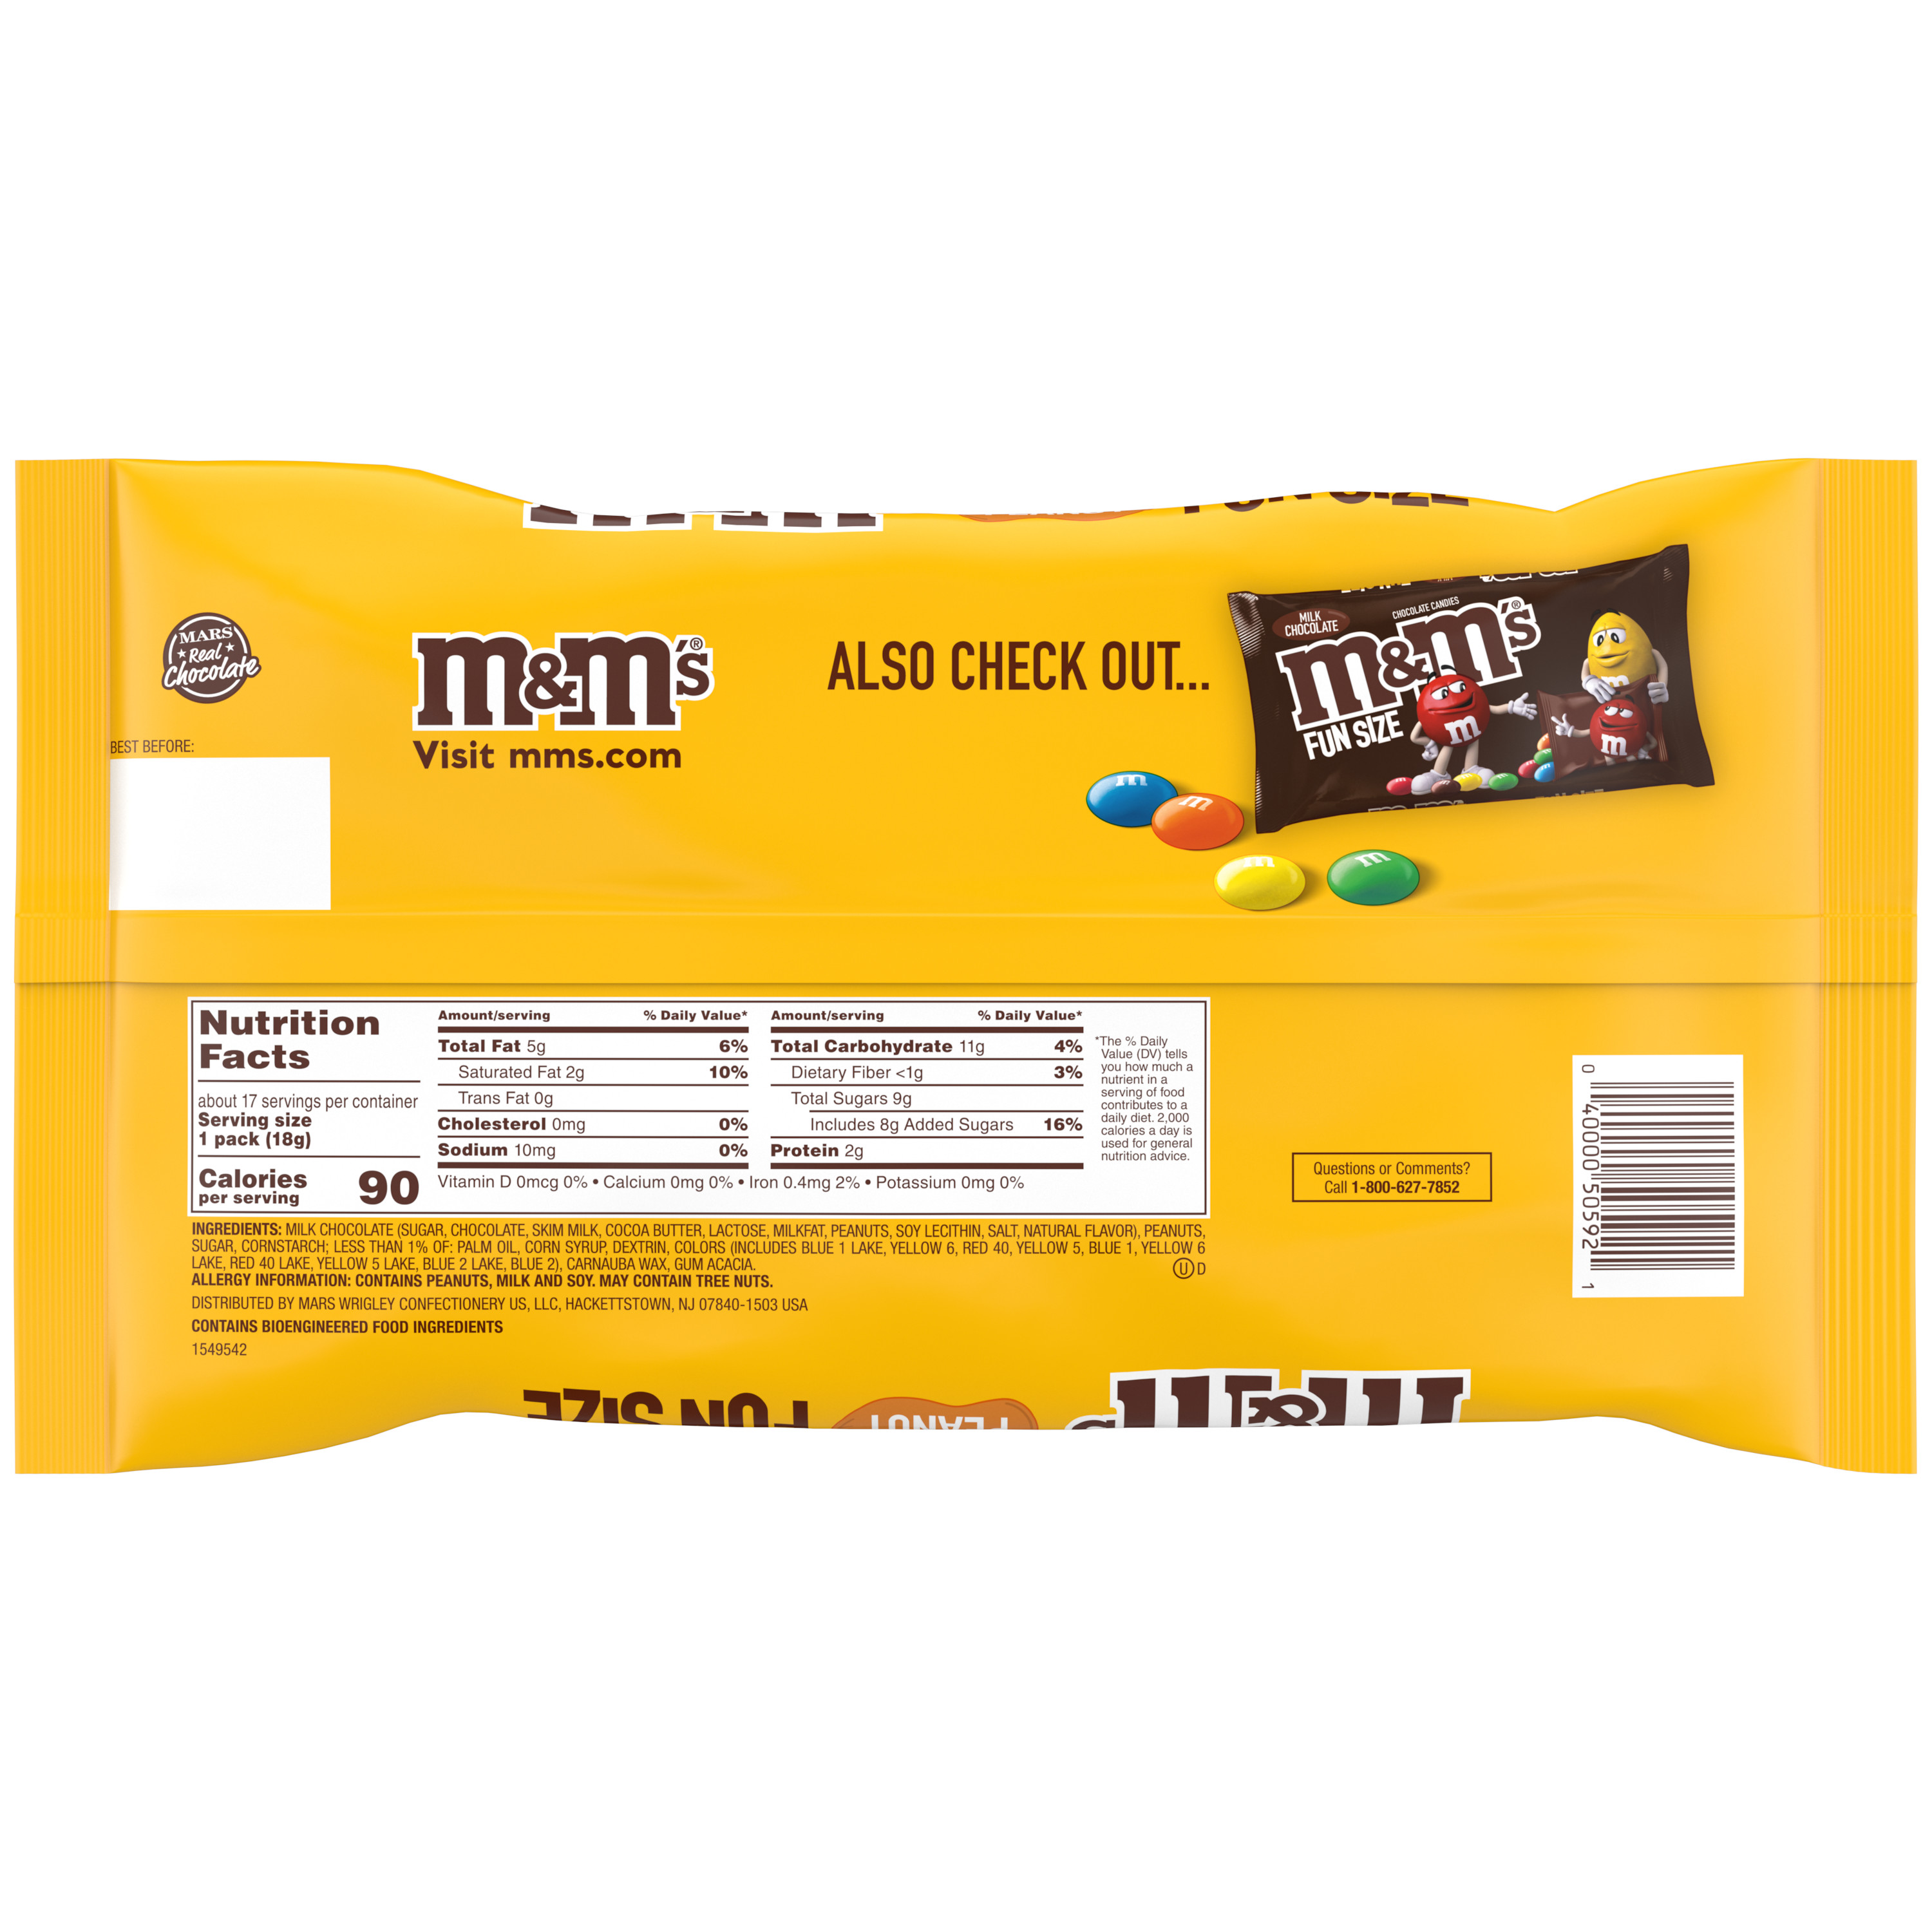 MARS
Real
Chocolate
BEST BEFORE:
m&m's®
Visit mms.com
ALSO CHECK OUT...
MILK
CHOCOLATE
CHOCOLATE CANDIES
m&m's®
FUN SIZE
m
m
m
m
m
m
m
Nutrition
Facts
about 17 servings per container
Serving size
1 pack (18g)
Calories 90
per serving
Amount/serving % Daily Value*
Total Fat 5g 6%
Saturated Fat 2g 10%
Trans Fat 0g
Cholesterol 0mg 0%
Sodium 10mg 0%
Amount/serving % Daily Value*
Total Carbohydrate 11g 4%
Dietary Fiber <1g 3%
Total Sugars 9g
Includes 8g Added Sugars 16%
Protein 2g
Vitamin D 0mcg 0% • Calcium 0mg 0% • Iron 0.4mg 2% • Potassium 0mg 0%
*The % Daily
Value (DV) tells
you how much a
nutrient in a
serving of food
contributes to a
daily diet. 2,000
calories a day is
used for general
nutrition advice.
INGREDIENTS: MILK CHOCOLATE (SUGAR, CHOCOLATE, SKIM MILK, COCOA BUTTER, LACTOSE, MILKFAT, PEANUTS, SOY LECITHIN, SALT, NATURAL FLAVOR), PEANUTS,
SUGAR, CORNSTARCH; LESS THAN 1% OF: PALM OIL, CORN SYRUP, DEXTRIN, COLORS (INCLUDES BLUE 1 LAKE, YELLOW 6, RED 40, YELLOW 5, BLUE 1, YELLOW 6
LAKE, RED 40 LAKE, YELLOW 5 LAKE, BLUE 2 LAKE, BLUE 2), CARNAUBA WAX, GUM ACACIA.
ALLERGY INFORMATION: CONTAINS PEANUTS, MILK AND SOY. MAY CONTAIN TREE NUTS.
U D
DISTRIBUTED BY MARS WRIGLEY CONFECTIONERY US, LLC, HACKETTSTOWN, NJ 07840-1503 USA
CONTAINS BIOENGINEERED FOOD INGREDIENTS
1549542
Questions or Comments?
Call 1-800-627-7852
0 40000 50592 1
FUN SIZE
PEANUT